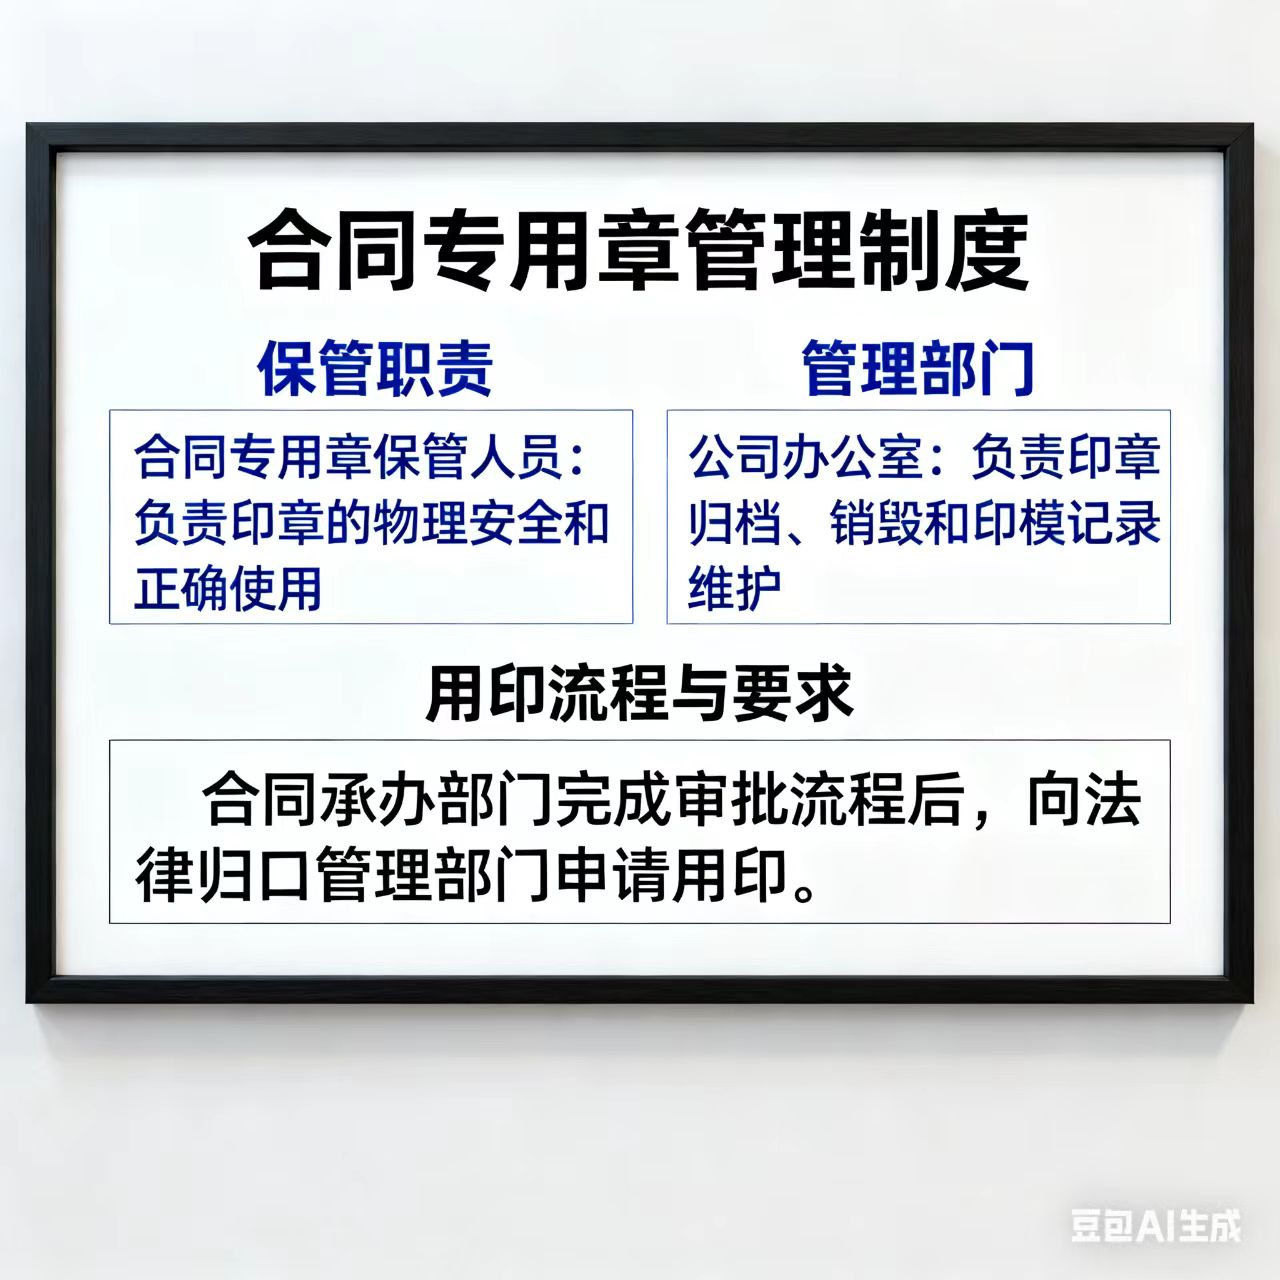 合同专用章管理制度
保管职责
合同专用章保管人员：
负责印章的物理安全和
正确使用
管理部门
公司办公室：负责印章
归档、销毁和印模记录
维护
用印流程与要求
合同承办部门完成审批流程后，向法
律归口管理部门申请用印。
豆包AI生成